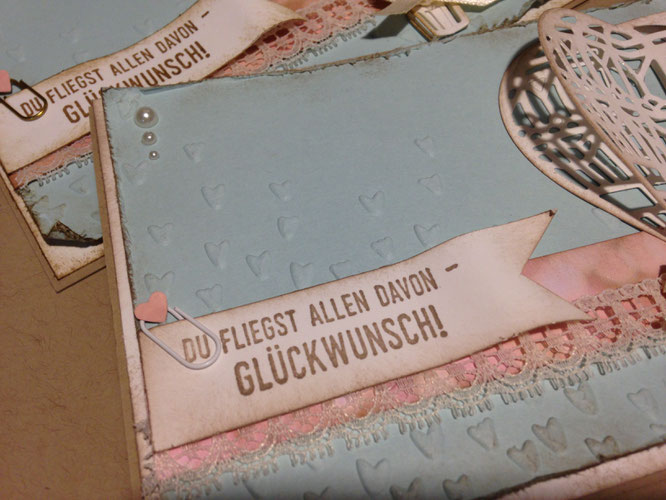 DU FLIEGST ALLEN DAVON –
GLÜCKWUNSCH!
DU FLIEGST ALLEN DAVON –
GLÜCKWUNSCH!